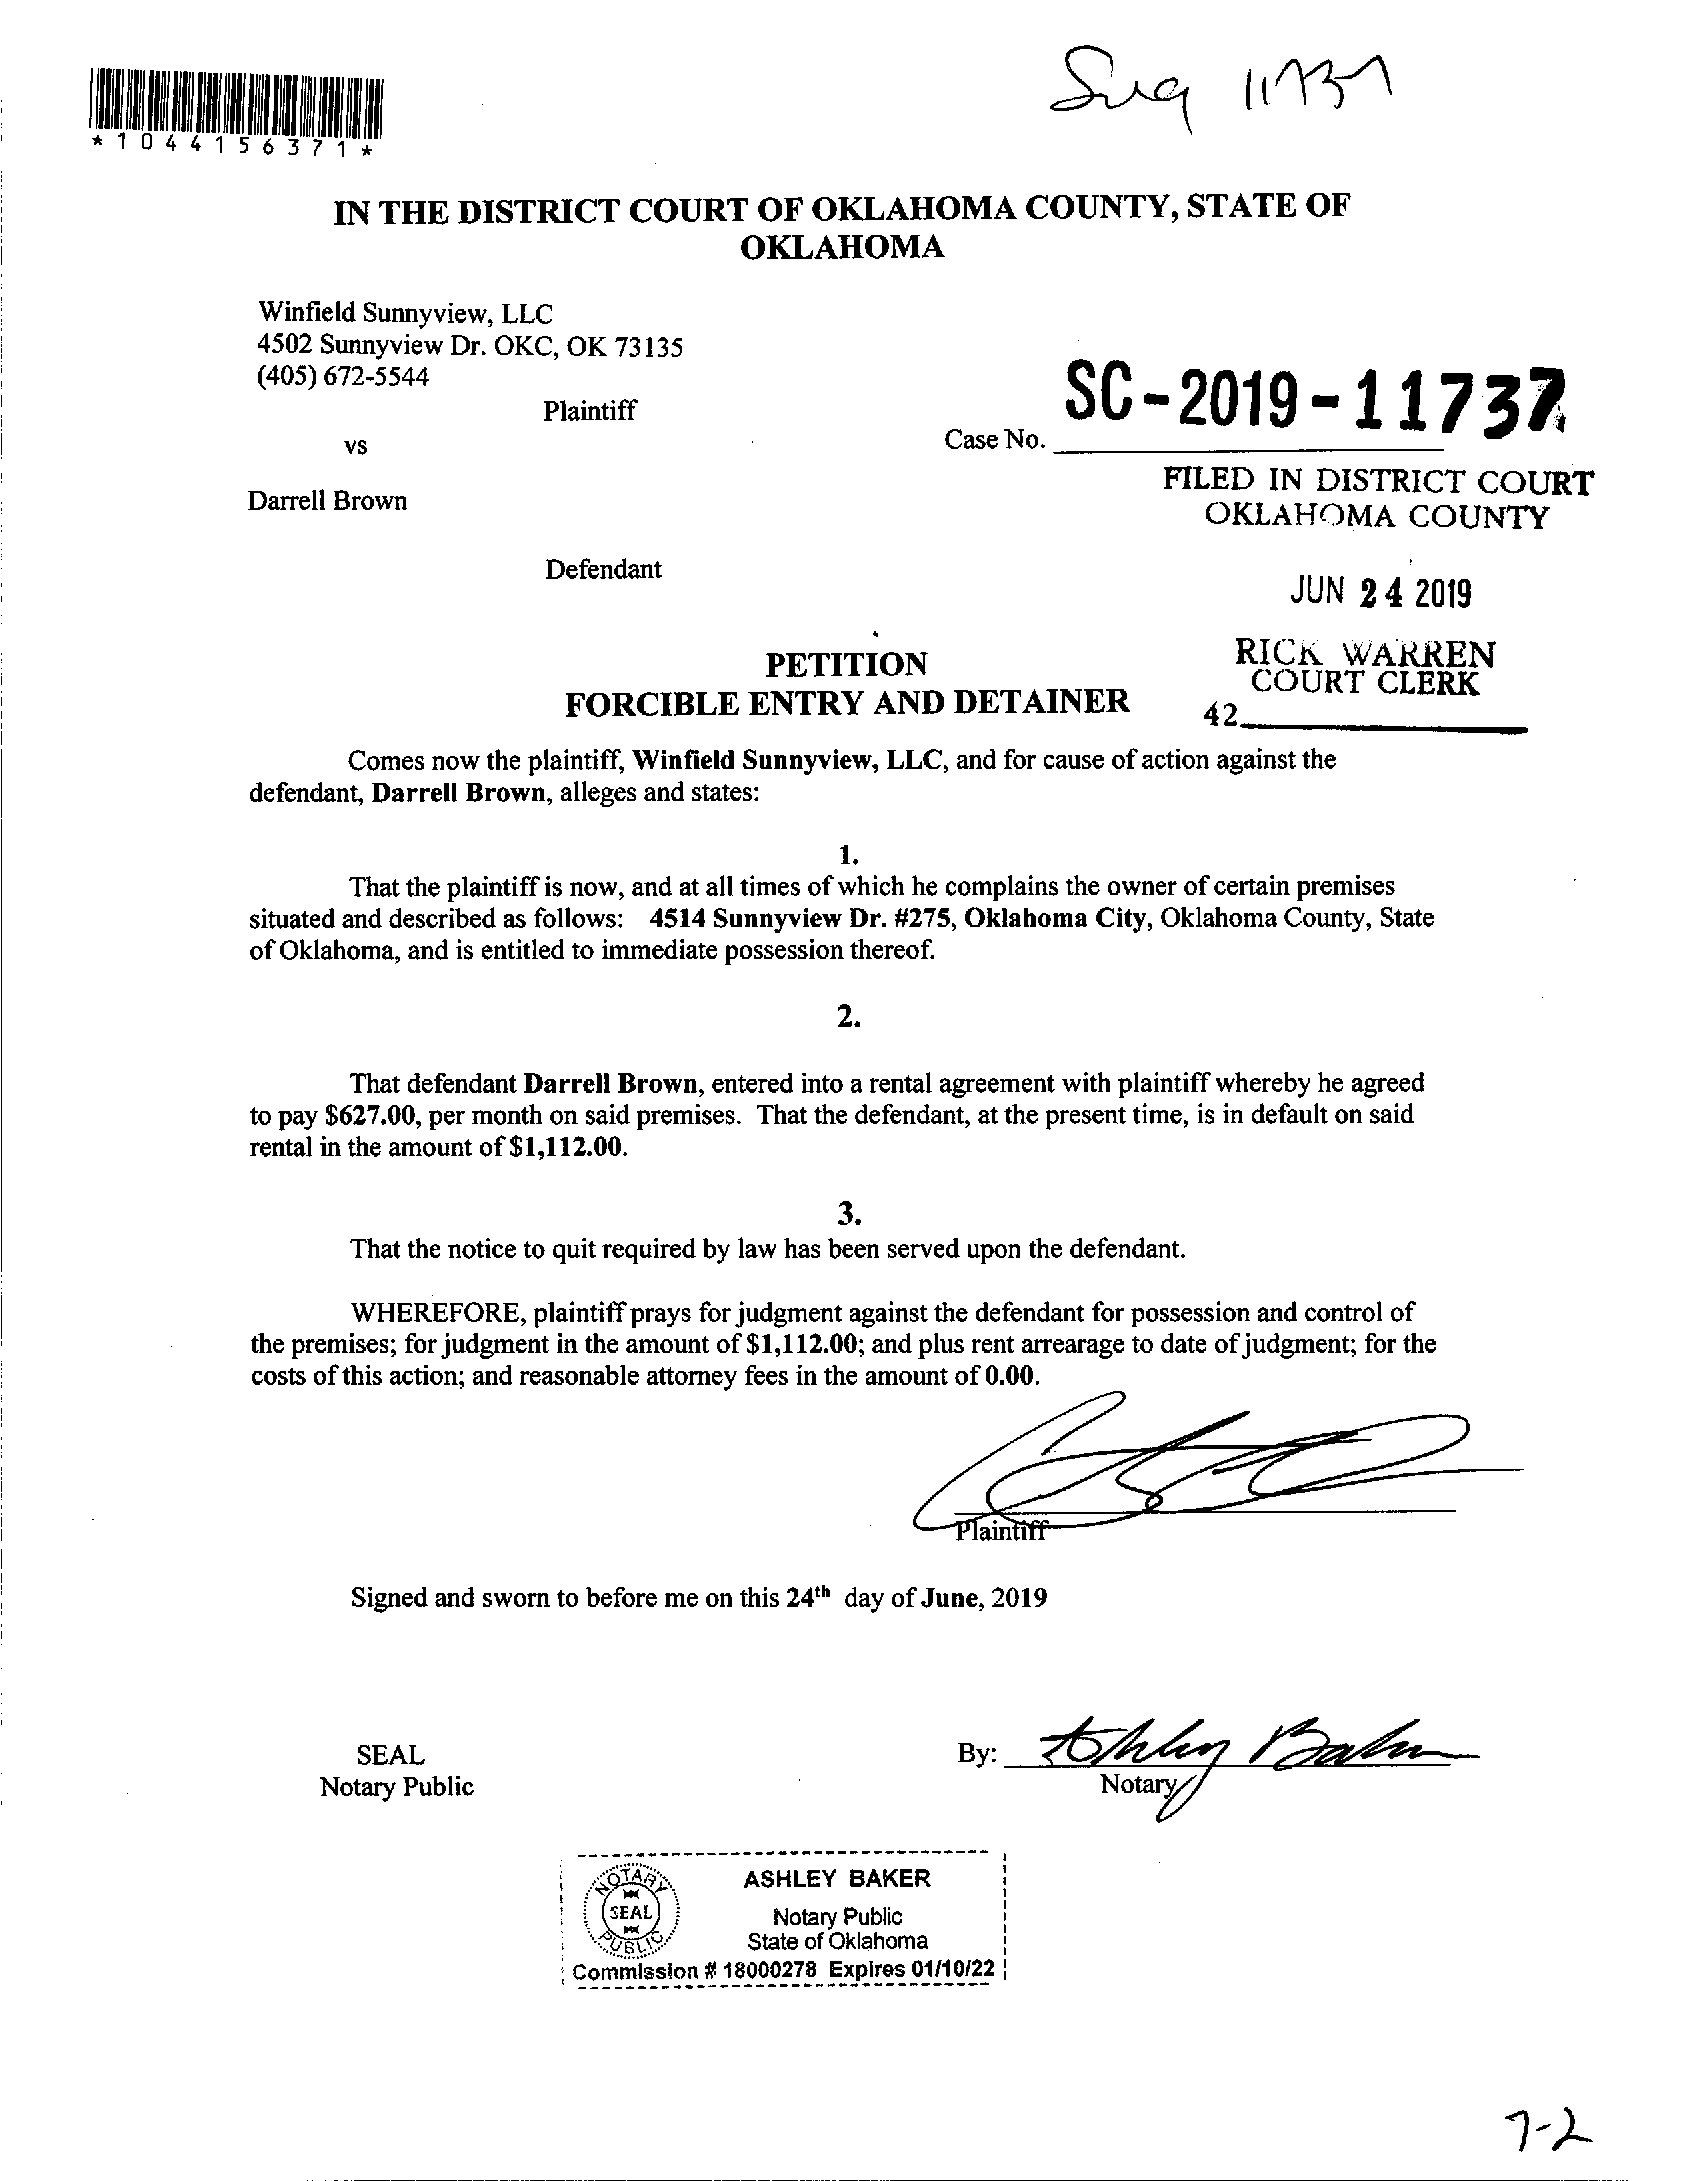 *1044156371*
Suq 11737
IN THE DISTRICT COURT OF OKLAHOMA COUNTY, STATE OF
OKLAHOMA
Winfield Sunnyview, LLC
4502 Sunnyview Dr. OKC, OK 73135
(405) 672-5544
Plaintiff
vs
Case No. SC-2019-11737
FILED IN DISTRICT COURT
OKLAHOMA COUNTY
Darrell Brown
Defendant
JUN 24 2019
RICK WARREN
COURT CLERK
42
PETITION
FORCIBLE ENTRY AND DETAINER
Comes now the plaintiff, Winfield Sunnyview, LLC, and for cause of action against the
defendant, Darrell Brown, alleges and states:
1.
That the plaintiff is now, and at all times of which he complains the owner of certain premises
situated and described as follows: 4514 Sunnyview Dr. #275, Oklahoma City, Oklahoma County, State
of Oklahoma, and is entitled to immediate possession thereof.
2.
That defendant Darrell Brown, entered into a rental agreement with plaintiff whereby he agreed
to pay $627.00, per month on said premises. That the defendant, at the present time, is in default on said
rental in the amount of $1,112.00.
3.
That the notice to quit required by law has been served upon the defendant.
WHEREFORE, plaintiff prays for judgment against the defendant for possession and control of
the premises; for judgment in the amount of $1,112.00; and plus rent arrearage to date of judgment; for the
costs of this action; and reasonable attorney fees in the amount of 0.00.
Plaintiff
Signed and sworn to before me on this 24th day of June, 2019
SEAL
Notary Public
By: Ashley Baker
Notary
NOTARY
SEAL
PUBLIC
ASHLEY BAKER
Notary Public
State of Oklahoma
Commission # 18000278 Expires 01/10/22
7-2